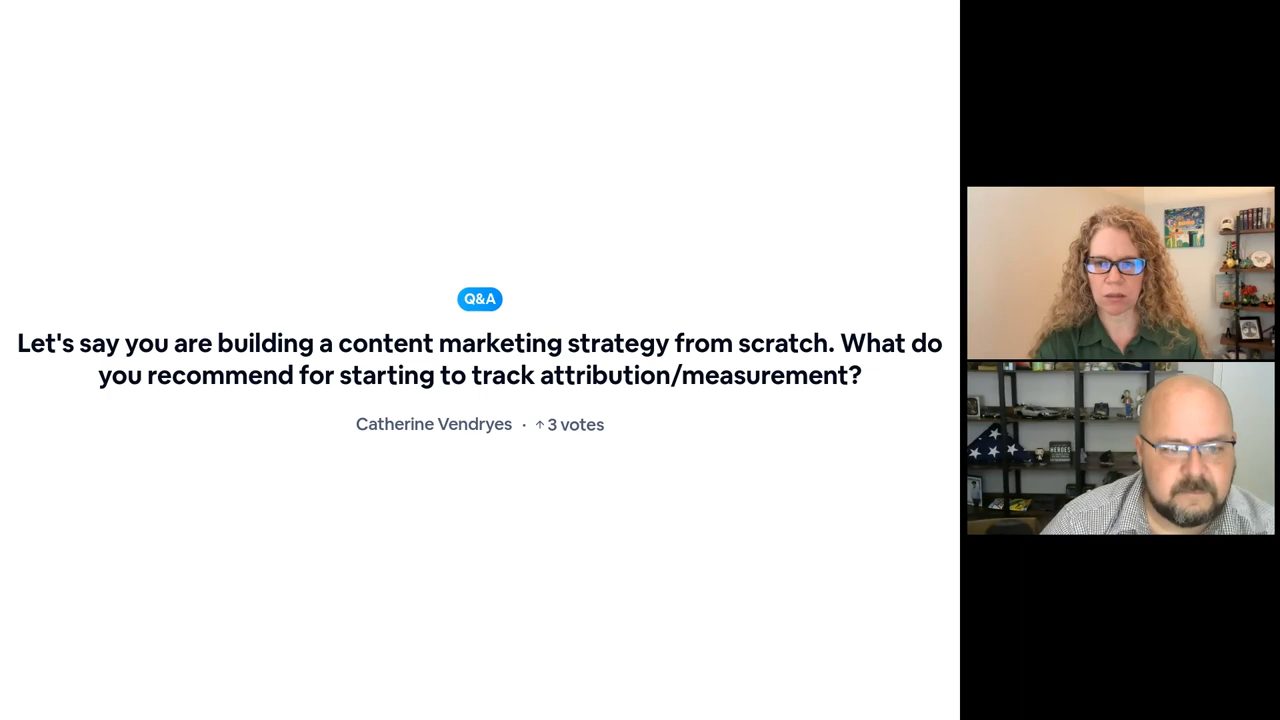 Q&A
Let's say you are building a content marketing strategy from scratch. What do
you recommend for starting to track attribution/measurement?
Catherine Vendryes · ↑ 3 votes
HEROES